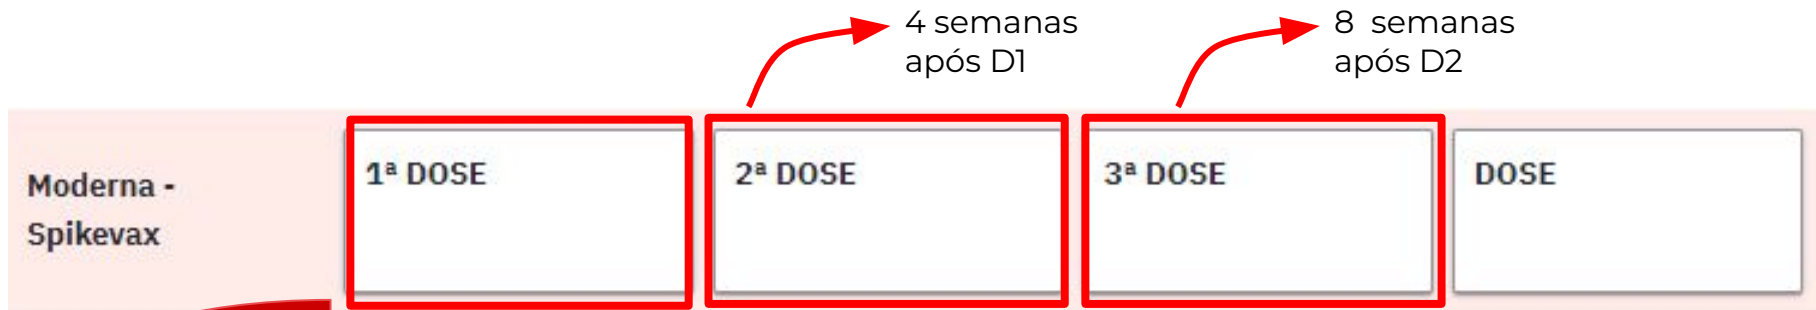 4 semanas
após D1
8 semanas
após D2
Moderna -
Spikevax
1ª DOSE
2ª DOSE
3ª DOSE
DOSE